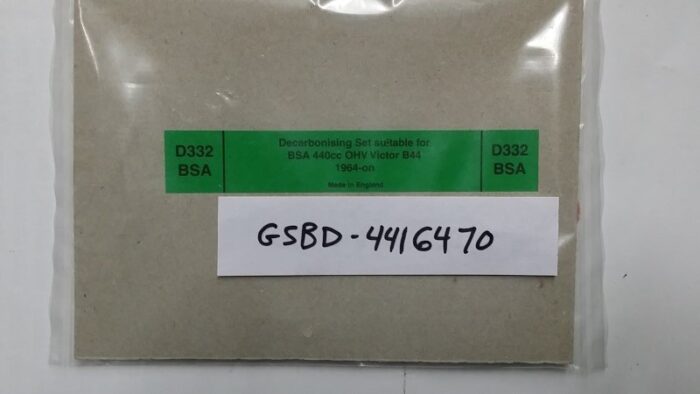 D332
BSA
Decarbonising Set suitable for
BSA 440cc OHV Victor B44
1964-on
Made in England
D332
BSA
GSBD-4416470